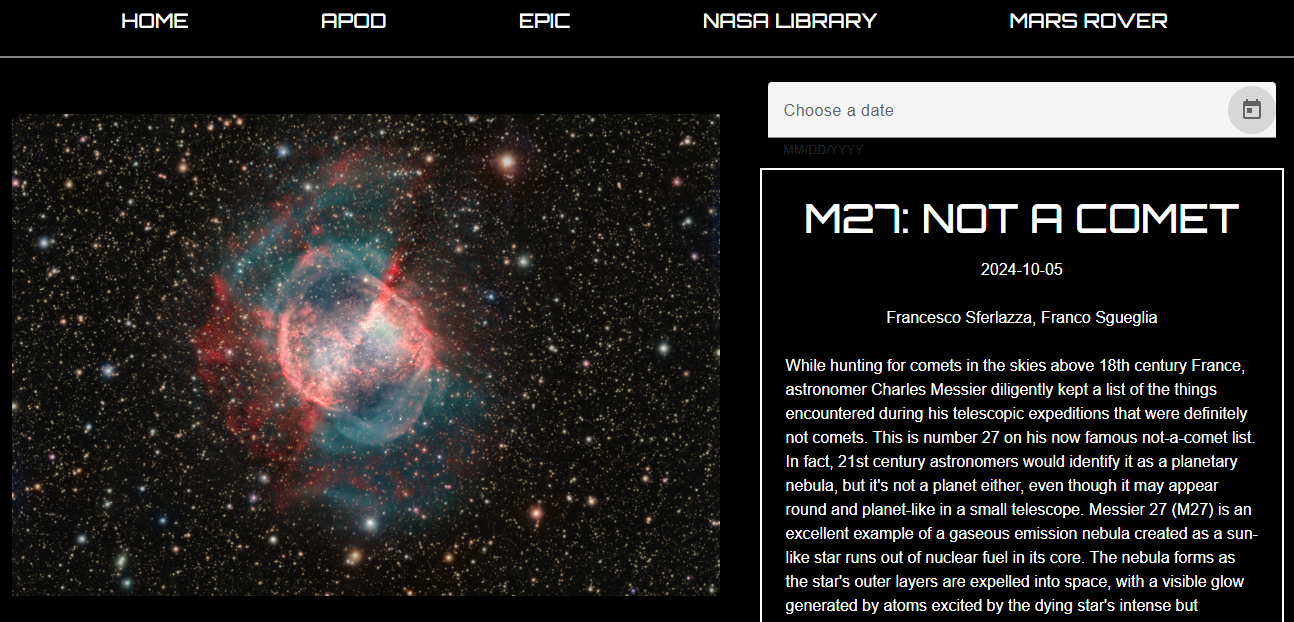 HOME APOD EPIC NASA LIBRARY MARS ROVER
Choose a date
MM/DD/YYYY
M27: NOT A COMET
2024-10-05
Francesco Sferlazza, Franco Sgueglia
While hunting for comets in the skies above 18th century France,
astronomer Charles Messier diligently kept a list of the things
encountered during his telescopic expeditions that were definitely
not comets. This is number 27 on his now famous not-a-comet list.
In fact, 21st century astronomers would identify it as a planetary
nebula, but it's not a planet either, even though it may appear
round and planet-like in a small telescope. Messier 27 (M27) is an
excellent example of a gaseous emission nebula created as a sun-
like star runs out of nuclear fuel in its core. The nebula forms as
the star's outer layers are expelled into space, with a visible glow
generated by atoms excited by the dying star's intense but